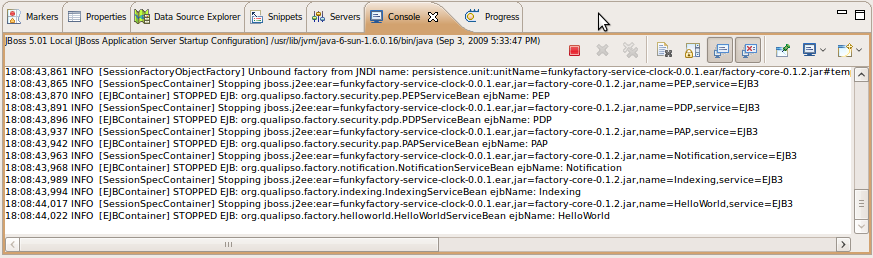 Markers Properties Data Source Explorer Snippets Servers Console Progress
JBoss 5.01 Local [JBoss Application Server Startup Configuration] /usr/lib/jvm/java-6-sun-1.6.0.16/bin/java (Sep 3, 2009 5:33:47 PM)
18:08:43,861 INFO [SessionFactoryObjectFactory] Unbound factory from JNDI name: persistence.unit:unitName=funkyfactory-service-clock-0.0.1.ear/factory-core-0.1.2.jar#temp
18:08:43,865 INFO [SessionSpecContainer] Stopping jboss.j2ee:ear=funkyfactory-service-clock-0.0.1.ear,jar=factory-core-0.1.2.jar,name=PEP,service=EJB3
18:08:43,870 INFO [EJBContainer] STOPPED EJB: org.qualipso.factory.security.pep.PEPServiceBean ejbName: PEP
18:08:43,891 INFO [SessionSpecContainer] Stopping jboss.j2ee:ear=funkyfactory-service-clock-0.0.1.ear,jar=factory-core-0.1.2.jar,name=PDP,service=EJB3
18:08:43,896 INFO [EJBContainer] STOPPED EJB: org.qualipso.factory.security.pdp.PDPServiceBean ejbName: PDP
18:08:43,937 INFO [SessionSpecContainer] Stopping jboss.j2ee:ear=funkyfactory-service-clock-0.0.1.ear,jar=factory-core-0.1.2.jar,name=PAP,service=EJB3
18:08:43,942 INFO [EJBContainer] STOPPED EJB: org.qualipso.factory.security.pap.PAPServiceBean ejbName: PAP
18:08:43,963 INFO [SessionSpecContainer] Stopping jboss.j2ee:ear=funkyfactory-service-clock-0.0.1.ear,jar=factory-core-0.1.2.jar,name=Notification,service=EJB3
18:08:43,968 INFO [EJBContainer] STOPPED EJB: org.qualipso.factory.notification.NotificationServiceBean ejbName: Notification
18:08:43,989 INFO [SessionSpecContainer] Stopping jboss.j2ee:ear=funkyfactory-service-clock-0.0.1.ear,jar=factory-core-0.1.2.jar,name=Indexing,service=EJB3
18:08:43,994 INFO [EJBContainer] STOPPED EJB: org.qualipso.factory.indexing.IndexingServiceBean ejbName: Indexing
18:08:44,017 INFO [SessionSpecContainer] Stopping jboss.j2ee:ear=funkyfactory-service-clock-0.0.1.ear,jar=factory-core-0.1.2.jar,name=HelloWorld,service=EJB3
18:08:44,022 INFO [EJBContainer] STOPPED EJB: org.qualipso.factory.helloworld.HelloWorldServiceBean ejbName: HelloWorld